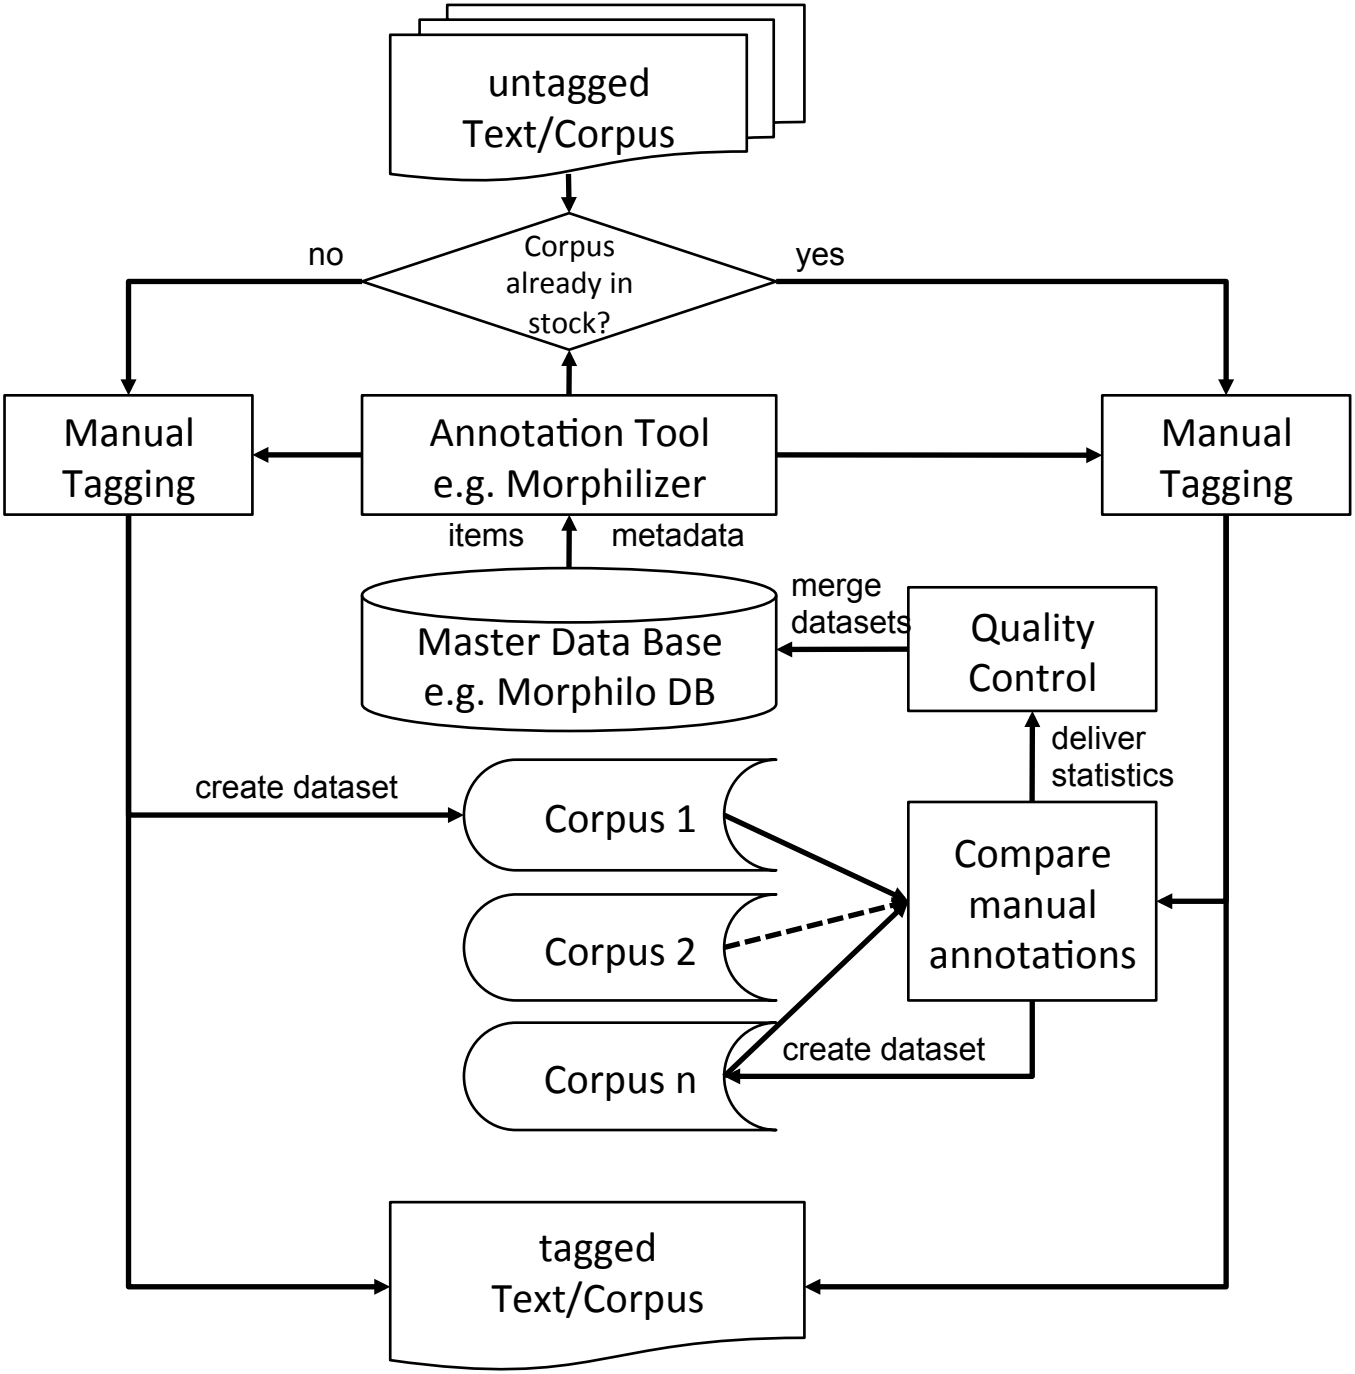 untagged
Text/Corpus
no
Corpus
already in
stock?
yes
Manual
Tagging
Annotation Tool
e.g. Morphilizer
Manual
Tagging
items
metadata
merge
datasets
Quality
Control
Master Data Base
e.g. Morphilo DB
deliver
statistics
create dataset
Corpus 1
Compare
manual
annotations
Corpus 2
create dataset
Corpus n
tagged
Text/Corpus